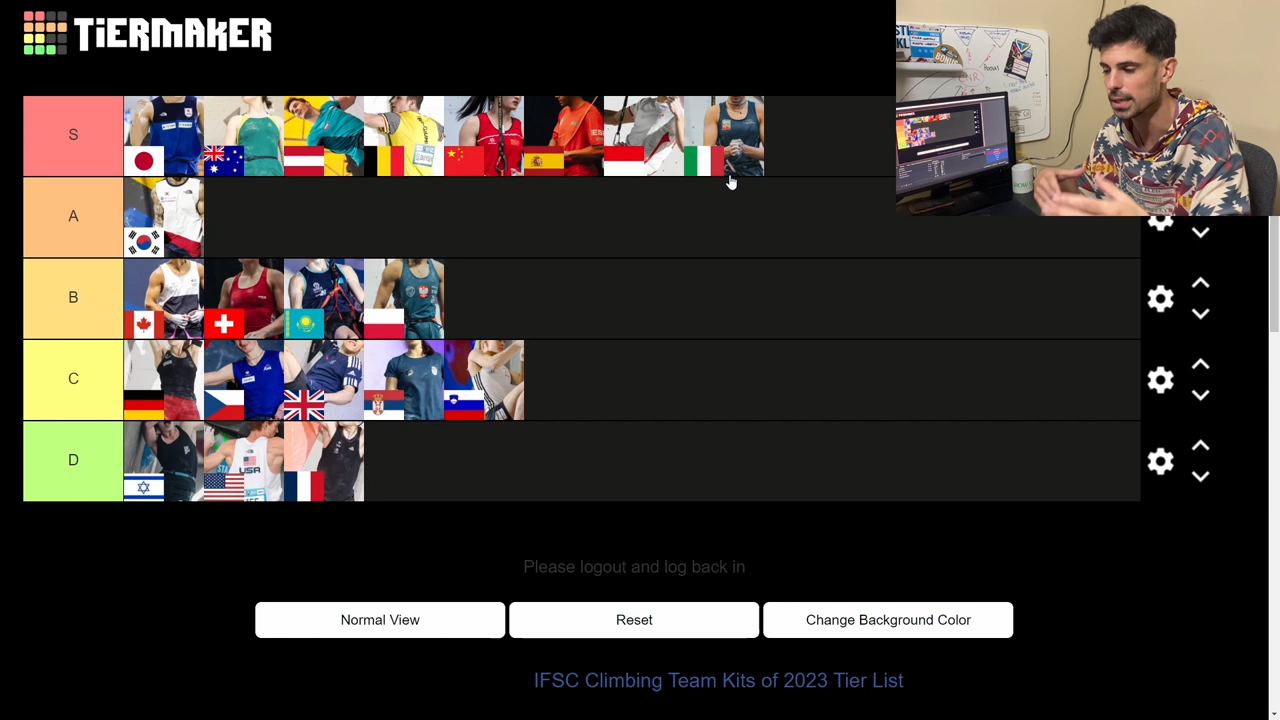 TiERMAKER
S
A
B
C
D
USA
Please logout and log back in
Normal View
Reset
Change Background Color
IFSC Climbing Team Kits of 2023 Tier List